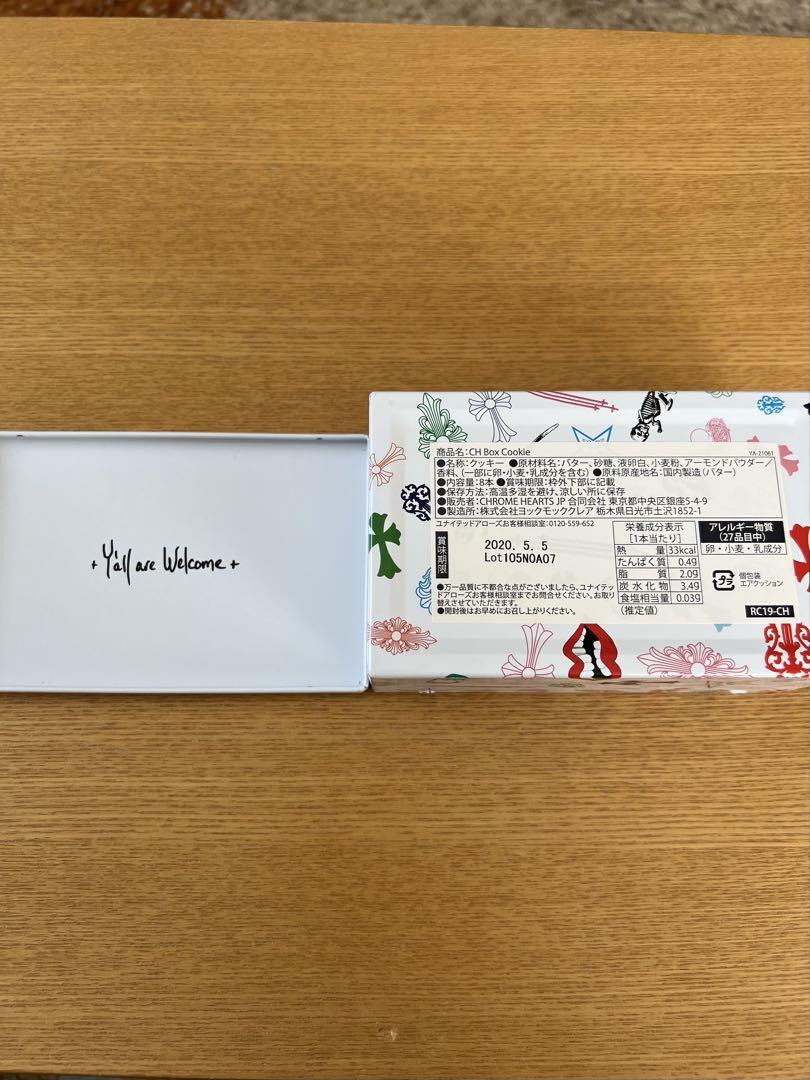 + Y'all are Welcome +
商品名:CH Box Cookie
YA-21061
●名称:クッキー ●原材料名:バター、砂糖、液卵白、小麦粉、アーモンドパウダー/
香料、(一部に卵・小麦・乳成分を含む) ●原料原産地名:国内製造(バター)
●内容量:8本 ●賞味期限:枠外下部に記載
●保存方法:高温多湿を避け、涼しい所に保存
●販売者:CHROME HEARTS JP 合同会社 東京都中央区銀座5-4-9
●製造所:株式会社ヨックモッククレア 栃木県日光市土沢1852-1
ユナイテッドアローズお客様相談室:0120-559-652
賞味期限
2020. 5. 5
Lot105N0A07
●万一品質に不都合な点がございましたら、ユナイテッ
ドアローズお客様相談室までお問合せください。お取り
替えさせていただきます。
●開封後はお早めにお召し上がりください。
栄養成分表示
[1本当たり]
熱量 33kcal
たんぱく質 0.4g
脂質 2.0g
炭水化物 3.4g
食塩相当量 0.03g
(推定値)
アレルギー物質
(27品目中)
卵・小麦・乳成分
プラ
個包装
エアクッション
RC19-CH